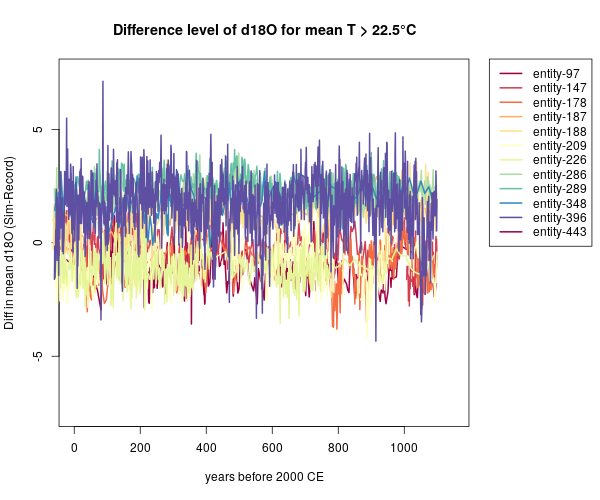 Difference level of d18O for mean T > 22.5°C
Diff in mean d18O (Sim-Record)
5
0
-5
0
200
400
600
800
1000
years before 2000 CE
entity-97
entity-147
entity-178
entity-187
entity-188
entity-209
entity-226
entity-286
entity-289
entity-348
entity-396
entity-443